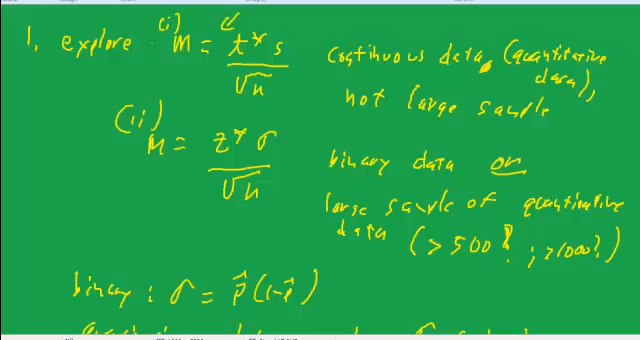 1. explore (i) m = t* s / √n continuous data, (quantitative data),
not large sample
(ii) m = z* σ / √n binary data or
large sample of quantitative
data (>500? ; >1000?)
binary : σ = p̂(1-p̂)